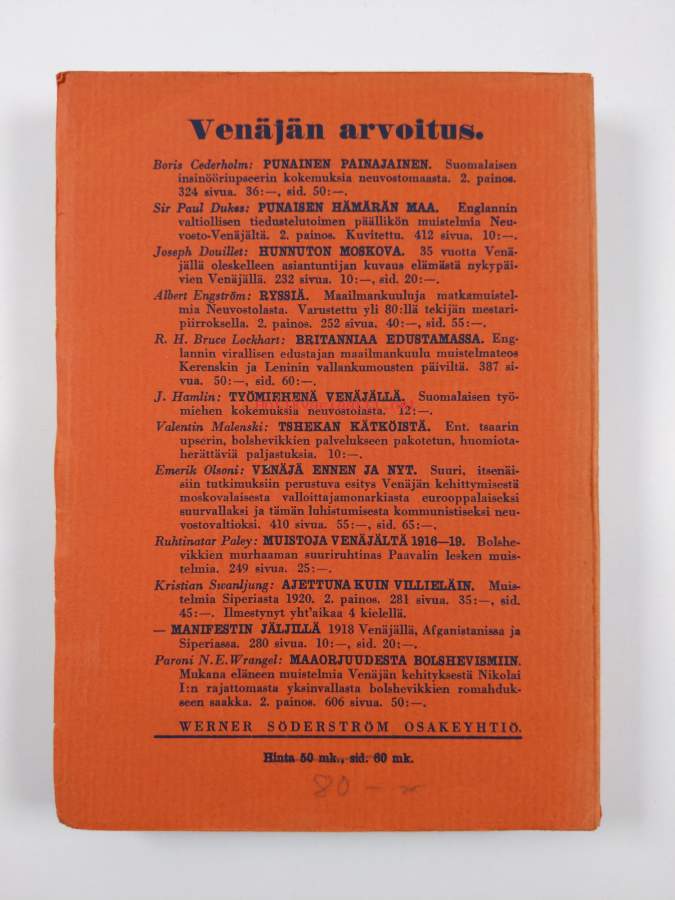 Venäjän arvoitus.
Boris Cederholm: PUNAINEN PAINAJAINEN. Suomalaisen
insinööriupseerin kokemuksia neuvostomaasta. 2. painos.
324 sivua. 36:—, sid. 50:—.
Sir Paul Dukes: PUNAISEN HÄMÄRÄN MAA. Englannin
valtiollisen tiedustelutoimen päällikön muistelmia Neu-
vosto-Venäjältä. 2. painos. Kuvitettu. 412 sivua. 10:—.
Joseph Douillet: HUNNUTON MOSKOVA. 35 vuotta Venä-
jällä oleskelleen asiantuntijan kuvaus elämästä nykypäi-
vien Venäjällä. 232 sivua. 10:—, sid. 20:—.
Albert Engström: RYSSIÄ. Maailmankuuluja matkamuistel-
mia Neuvostolasta. Varustettu yli 80:llä tekijän mestari-
piirroksella. 2. painos. 252 sivua. 40:—, sid. 55:—.
R. H. Bruce Lockhart: BRITANNIAA EDUSTAMASSA. Eng-
lannin virallisen edustajan maailmankuulu muistelmateos
Kerenskin ja Leninin vallankumousten päiviltä. 387 si-
vua. 50:—, sid. 60:—.
J. Hamlin: TYÖMIEHENÄ VENÄJÄLLÄ. Suomalaisen työ-
miehen kokemuksia neuvostolasta. 12:—.
Valentin Malenski: TSHEKAN KÄTKÖISTÄ. Ent. tsaarin
upserin, bolshevikkien palvelukseen pakotetun, huomiota-
herättäviä paljastuksia. 10:—.
Emerik Olsoni: VENÄJÄ ENNEN JA NYT. Suuri, itsenäi-
siin tutkimuksiin perustuva esitys Venäjän kehittymisestä
moskovalaisesta valloittajamonarkiasta eurooppalaiseksi
suurvallaksi ja tämän luhistumisesta kommunistiseksi neu-
vostovaltioksi. 410 sivua. 55:—, sid. 65:—.
Ruhtinatar Paley: MUISTOJA VENÄJÄLTÄ 1916—19. Bolshe-
vikkien murhaaman suuriruhtinas Paavalin lesken muis-
telmia. 249 sivua. 25:—.
Kristian Swanljung: AJETTUNA KUIN VILLIELÄIN. Muis-
telmia Siperiasta 1920. 2. painos. 281 sivua. 35:—, sid.
45:—. Ilmestynyt yht'aikaa 4 kielellä.
— MANIFESTIN JÄLJILLÄ 1918 Venäjällä, Afganistanissa ja
Siperiassa. 280 sivua. 10:—, sid. 20:—.
Paroni N. E. Wrangel: MAAORJUUDESTA BOLSHEVISMIIN.
Mukana eläneen muistelmia Venäjän kehityksestä Nikolai
I:n rajattomasta yksinvallasta bolshevikkien romahduk-
seen saakka. 2. painos. 606 sivua. 50:—.
WERNER SÖDERSTRÖM OSAKEYHTIÖ.
Hinta 50 mk., sid. 60 mk.
80 —